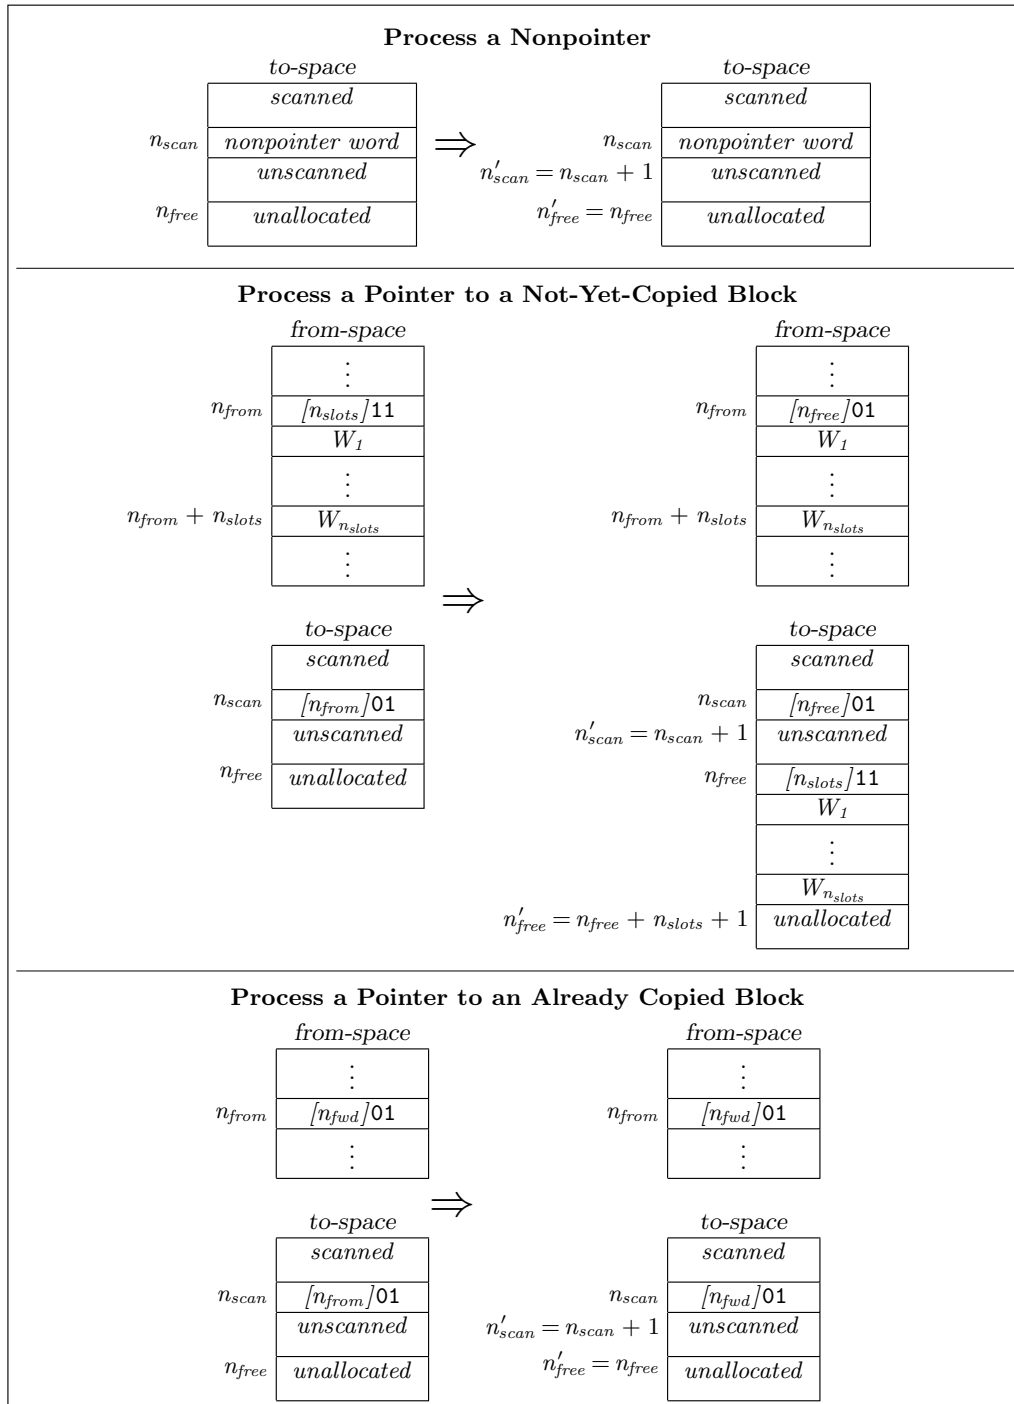 Process a Nonpointer
to-space to-space
scanned scanned
n_scan nonpointer word ⇒ n_scan nonpointer word
unscanned n′_scan = n_scan + 1 unscanned
n_free unallocated n′_free = n_free unallocated
Process a Pointer to a Not-Yet-Copied Block
from-space from-space
⋮ ⋮
n_from [n_slots]11 n_from [n_free]01
W_1 W_1
⋮ ⋮
n_from + n_slots W_n_slots n_from + n_slots W_n_slots
⋮ ⋮
⇒
to-space to-space
scanned scanned
n_scan [n_from]01 n_scan [n_free]01
unscanned n′_scan = n_scan + 1 unscanned
n_free unallocated n_free [n_slots]11
W_1
⋮
W_n_slots
n′_free = n_free + n_slots + 1 unallocated
Process a Pointer to an Already Copied Block
from-space from-space
⋮ ⋮
n_from [n_fwd]01 n_from [n_fwd]01
⋮ ⋮
⇒
to-space to-space
scanned scanned
n_scan [n_from]01 n_scan [n_fwd]01
unscanned n′_scan = n_scan + 1 unscanned
n_free unallocated n′_free = n_free unallocated